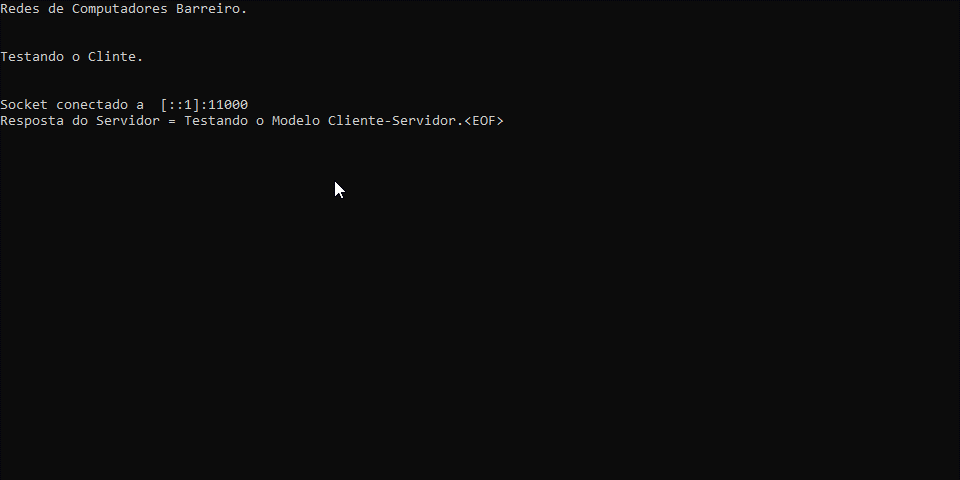 Redes de Computadores Barreiro.
Testando o Clinte.
Socket conectado a  [::1]:11000
Resposta do Servidor = Testando o Modelo Cliente-Servidor.<EOF>